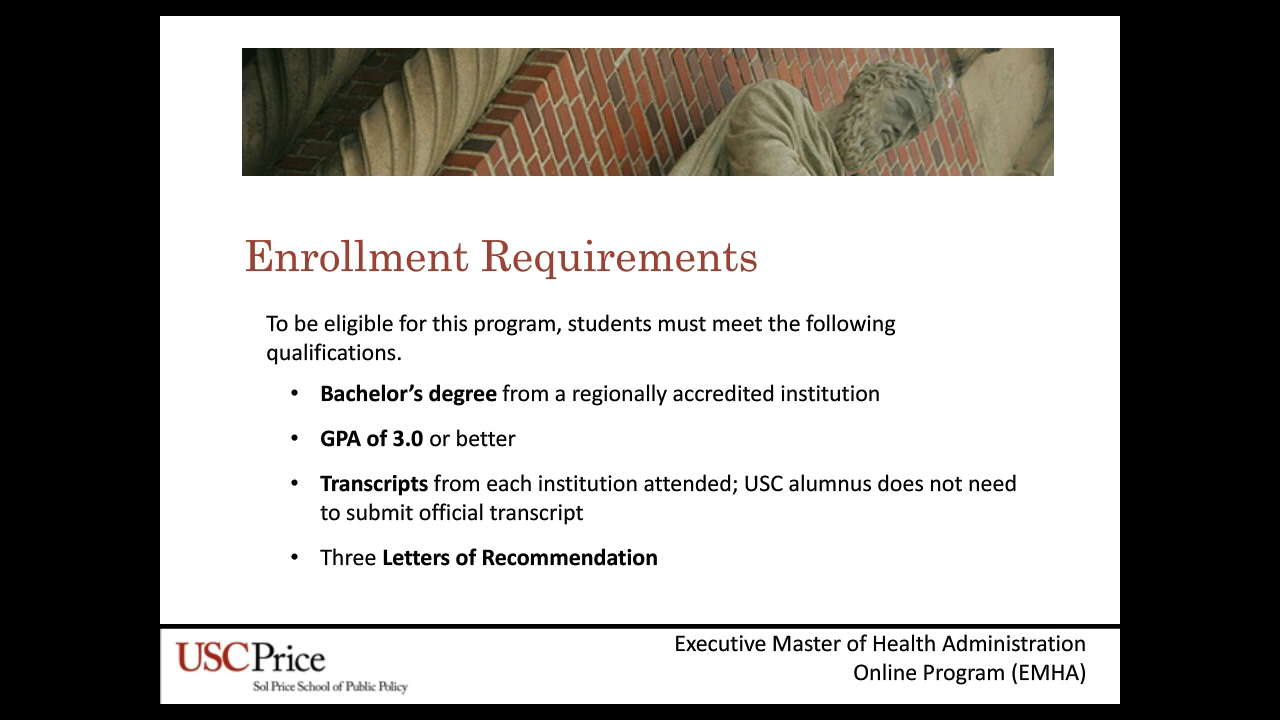 Enrollment Requirements
To be eligible for this program, students must meet the following
qualifications.
• Bachelor’s degree from a regionally accredited institution
• GPA of 3.0 or better
• Transcripts from each institution attended; USC alumnus does not need
to submit official transcript
• Three Letters of Recommendation
USCPrice
Sol Price School of Public Policy
Executive Master of Health Administration
Online Program (EMHA)